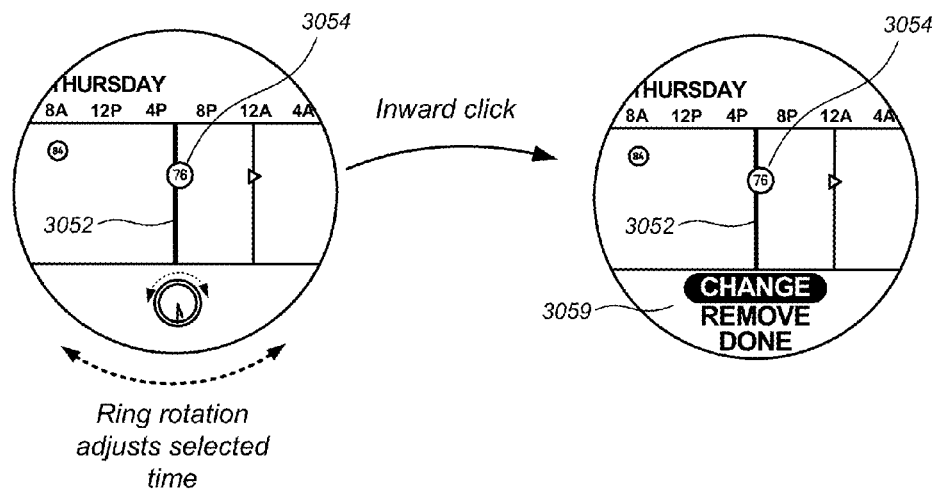 3054
THURSDAY
8A 12P 4P 8P 12A 4A
84
76
3052
Ring rotation
adjusts selected
time
Inward click
3054
THURSDAY
8A 12P 4P 8P 12A 4A
84
76
3052
3059
CHANGE
REMOVE
DONE